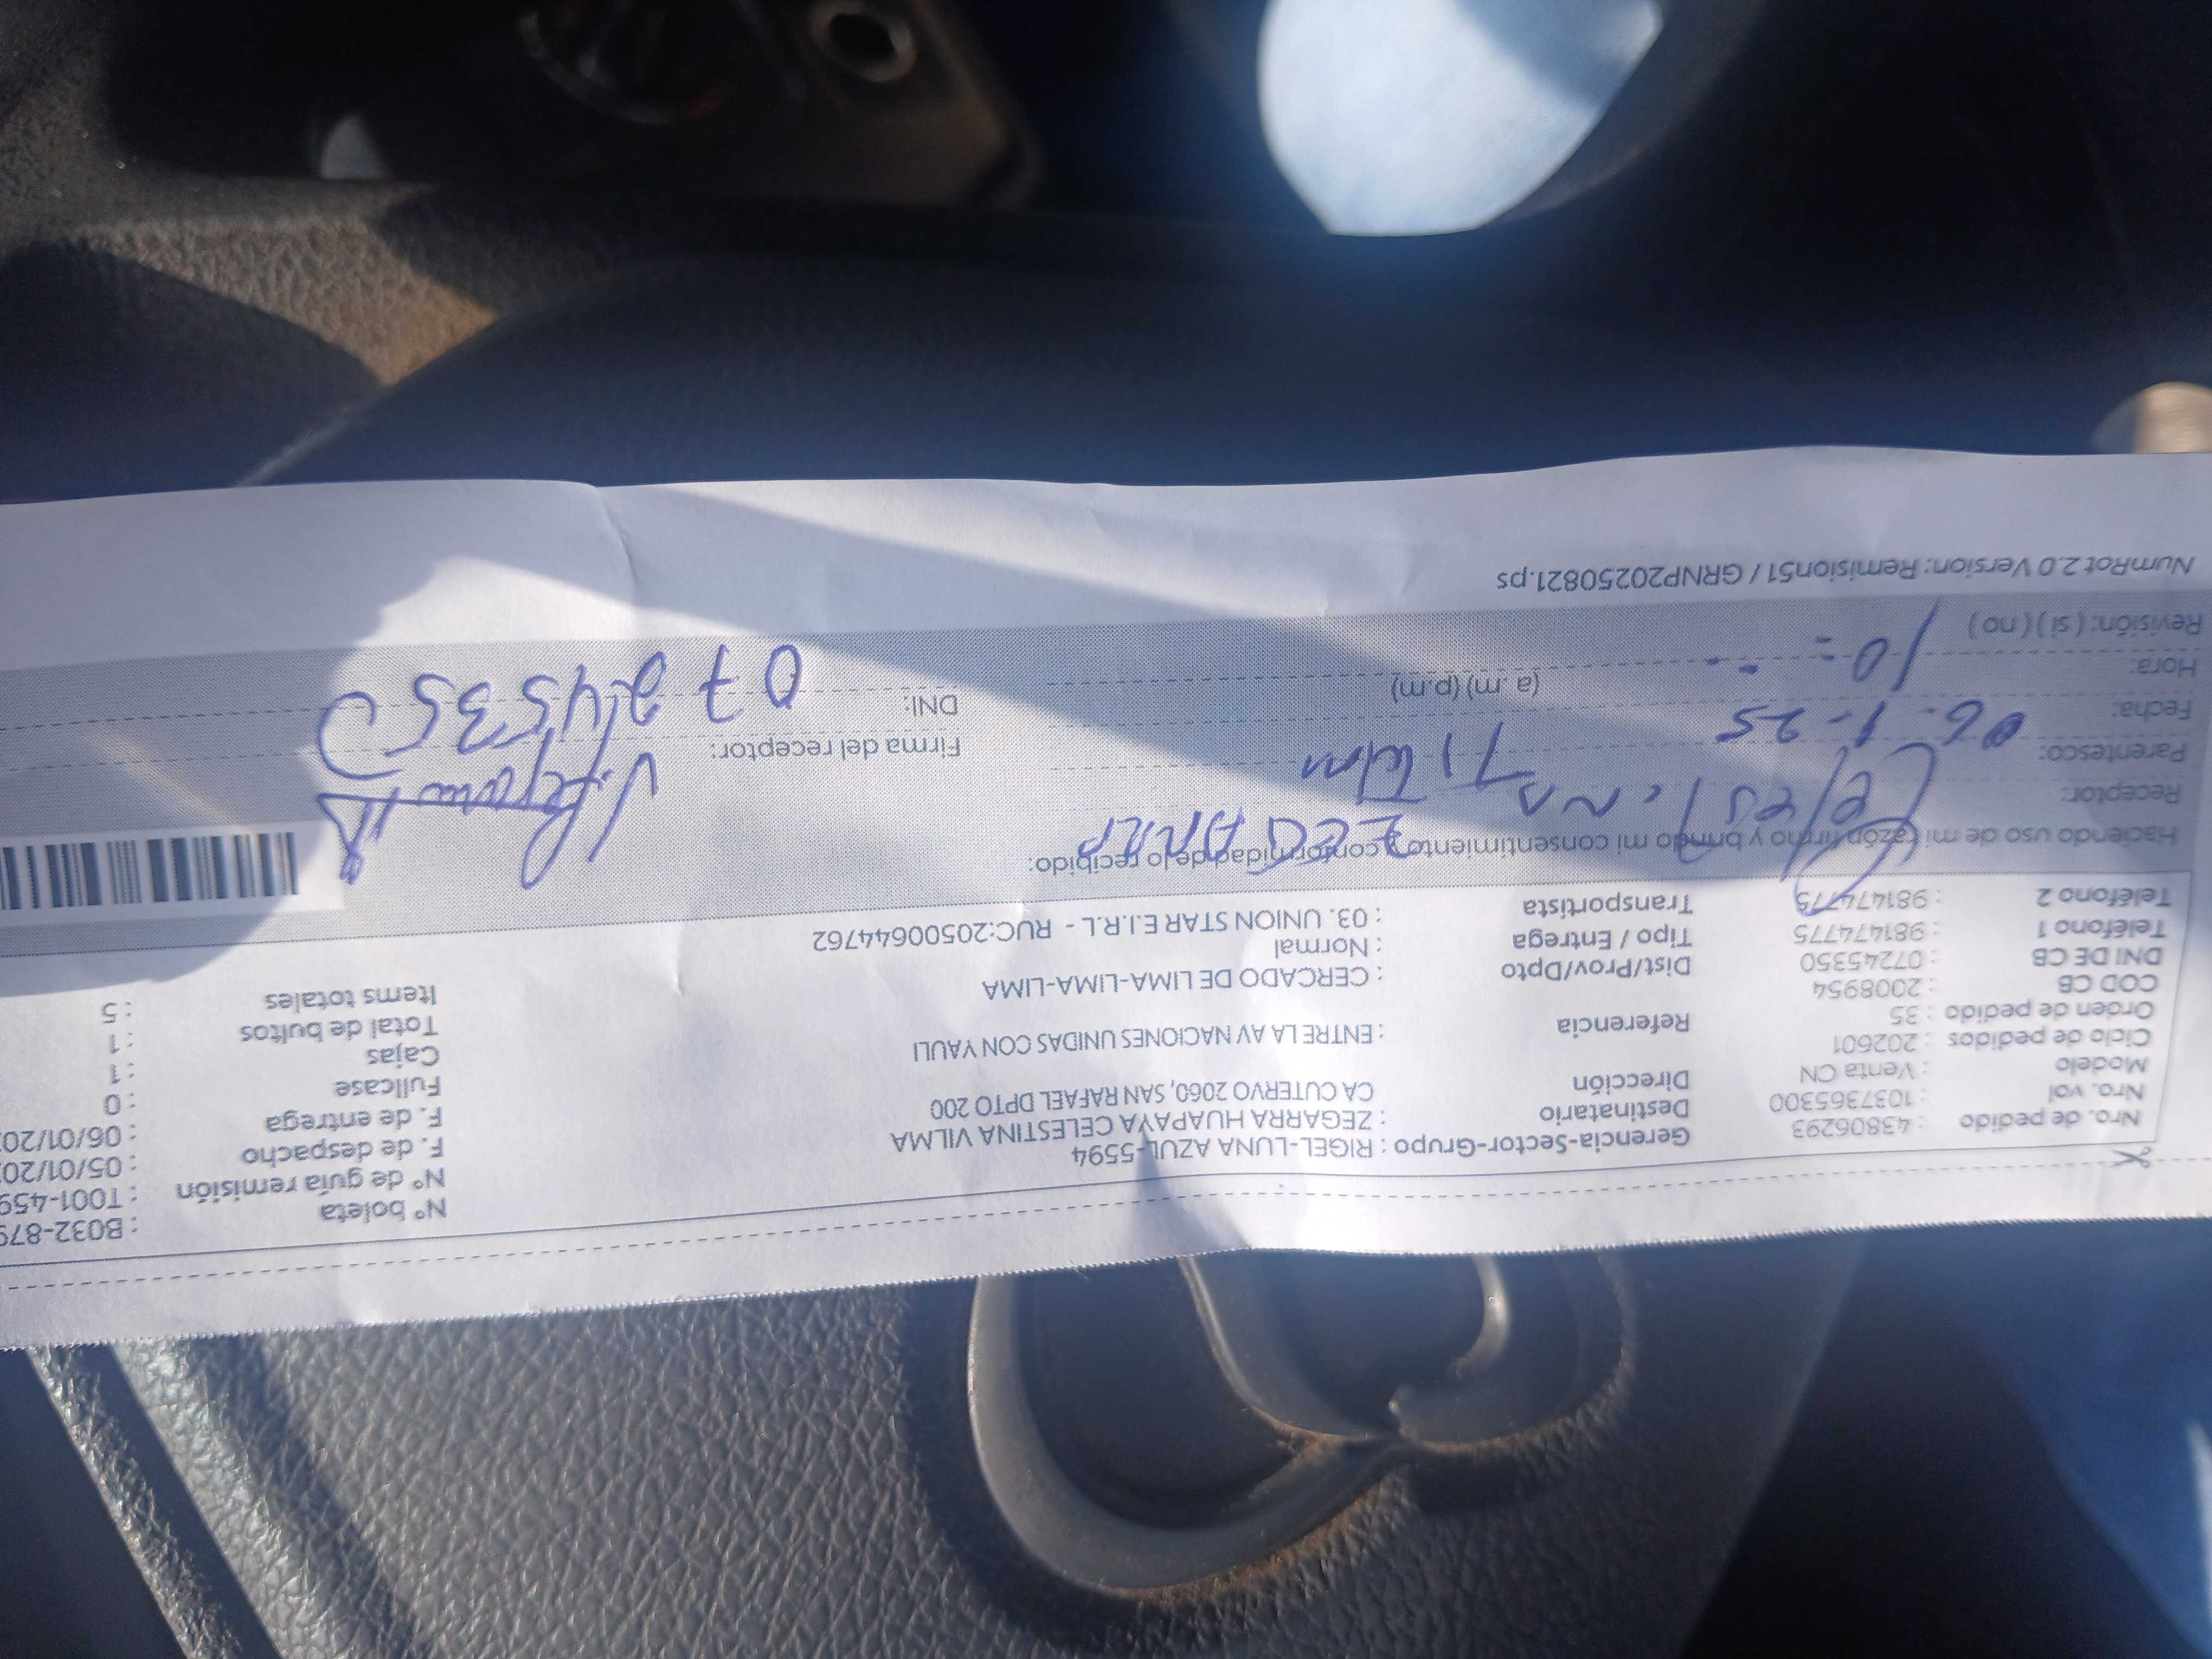 Nro. de pedido : 43806293
Nro. vol : 1037365300
Modelo : Venta CN
Ciclo de pedidos : 202601
Orden de pedido : 35
COD CB : 2008954
DNI DE CB : 07245350
Teléfono 1 : 981474775
Teléfono 2 : 981474775
Gerencia-Sector-Grupo : RIGEL-LUNA AZUL-5594
Destinatario : ZEGARRA HUAPAYA CELESTINA VILMA
Dirección CA CUTERVO 2060, SAN RAFAEL DPTO 200
Referencia : ENTRE LA AV NACIONES UNIDAS CON YAULI
Dist/Prov/Dpto : CERCADO DE LIMA-LIMA-LIMA
Tipo / Entrega : Normal
Transportista : 03. UNION STAR E.I.R.L - RUC:20500644762
N° boleta : B032-879
N° de guía remisión : T001-459
F. de despacho : 05/01/202
F. de entrega : 06/01/202
Fullcase : 0
Cajas : 1
Total de bultos : 1
Items totales : 5
Haciendo uso de mi razón firmo y brindo mi consentimiento y conformidad de lo recibido:
Receptor: Celestina
Parentesco: Titular
Fecha: 06-1-25
Hora: 10 (a.m) (p.m)
Revisión: ( si ) ( no )
Firma del receptor:
DNI: 07245350
NumRot 2.0 Version: Remision51 / GRNP20250821.ps